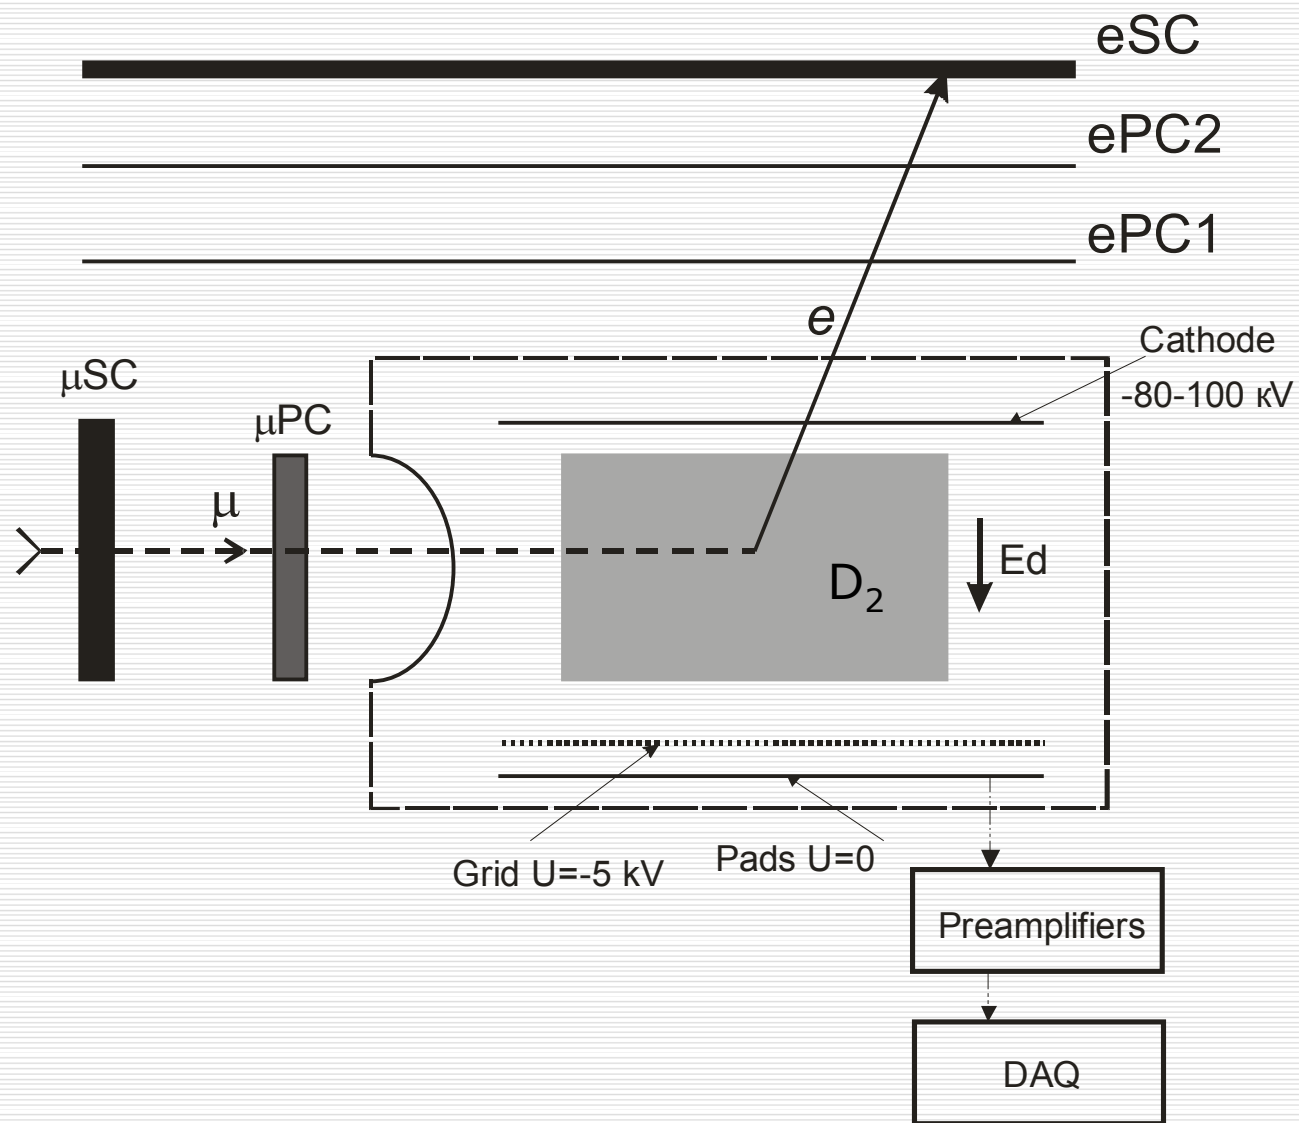 eSC
ePC2
ePC1
e
Cathode
-80-100 кV
μSC
μPC
μ
Ed
D₂
Grid U=-5 kV
Pads U=0
Preamplifiers
DAQ